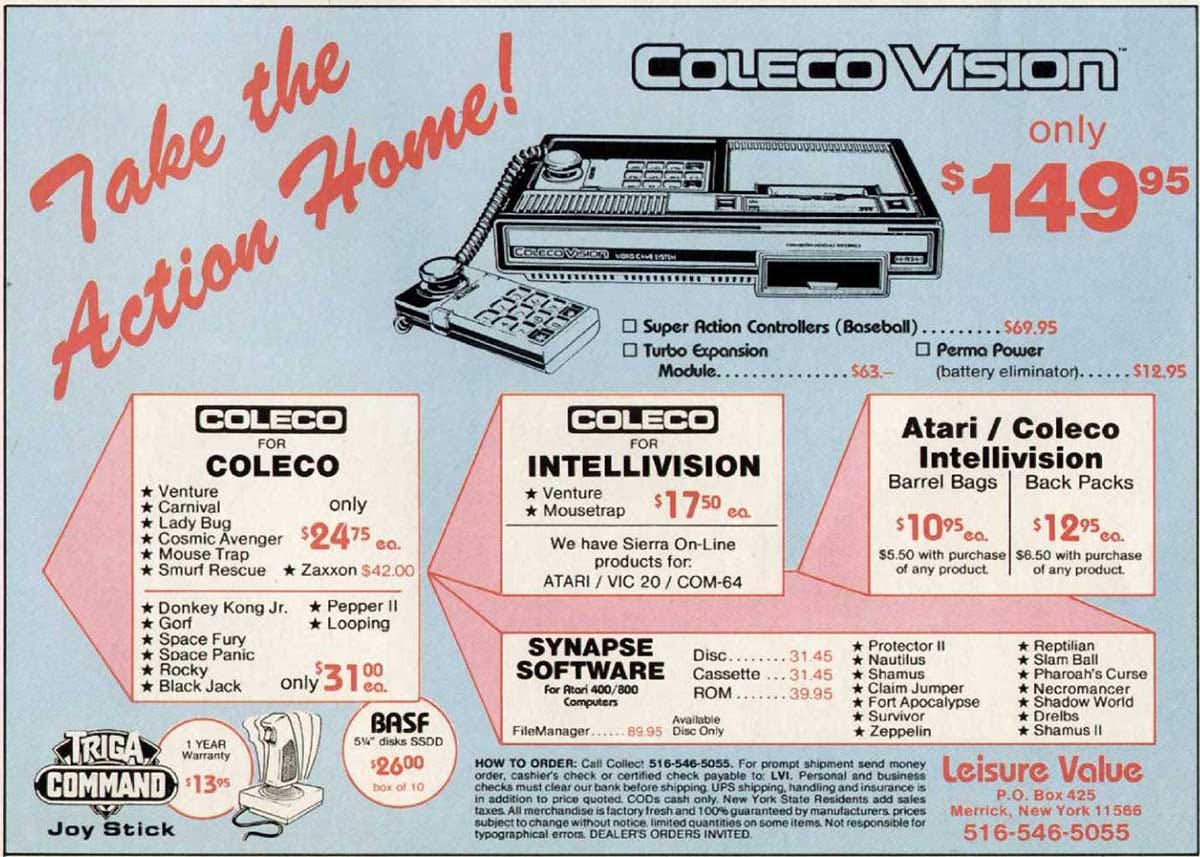 Take the
Action Home!
COLECO VISION™
only
$149.95
COLECO VISION VIDEO GAME SYSTEM
☐ Super Action Controllers (Baseball) ......... $69.95
☐ Turbo Expansion
Module .............. $63.–
☐ Perma Power
(battery eliminator) ...... $12.95
COLECO
FOR
COLECO
★ Venture
★ Carnival
★ Lady Bug
★ Cosmic Avenger
★ Mouse Trap
★ Smurf Rescue
only
$24.75 ea.
★ Zaxxon $42.00
★ Donkey Kong Jr.
★ Gorf
★ Space Fury
★ Space Panic
★ Rocky
★ Black Jack
★ Pepper II
★ Looping
only $31.00 ea.
COLECO
FOR
INTELLIVISION
★ Venture
★ Mousetrap
$17.50 ea.
We have Sierra On-Line
products for:
ATARI / VIC 20 / COM-64
Atari / Coleco
Intellivision
Barrel Bags
$10.95 ea.
$5.50 with purchase
of any product.
Back Packs
$12.95 ea.
$6.50 with purchase
of any product.
SYNAPSE
SOFTWARE
For Atari 400/800
Computers
FileManager ...... 89.95 Available
Disc Only
Disc ........ 31.45
Cassette ... 31.45
ROM ....... 39.95
★ Protector II
★ Nautilus
★ Shamus
★ Claim Jumper
★ Fort Apocalypse
★ Survivor
★ Zeppelin
★ Reptilian
★ Slam Ball
★ Pharoah's Curse
★ Necromancer
★ Shadow World
★ Drelbs
★ Shamus II
TRIGA
COMMAND
Joy Stick
1 YEAR
Warranty
$13.95
BASF
5¼" disks SSDD
$26.00
box of 10
HOW TO ORDER: Call Collect 516-546-5055. For prompt shipment send money
order, cashier's check or certified check payable to: LVI. Personal and business
checks must clear our bank before shipping. UPS shipping, handling and insurance is
in addition to price quoted. CODs cash only. New York State Residents add sales
taxes. All merchandise is factory fresh and 100% guaranteed by manufacturers. prices
subject to change without notice. limited quantities on some items. Not responsible for
typographical errors. DEALER'S ORDERS INVITED.
Leisure Value
P.O. Box 425
Merrick, New York 11566
516-546-5055